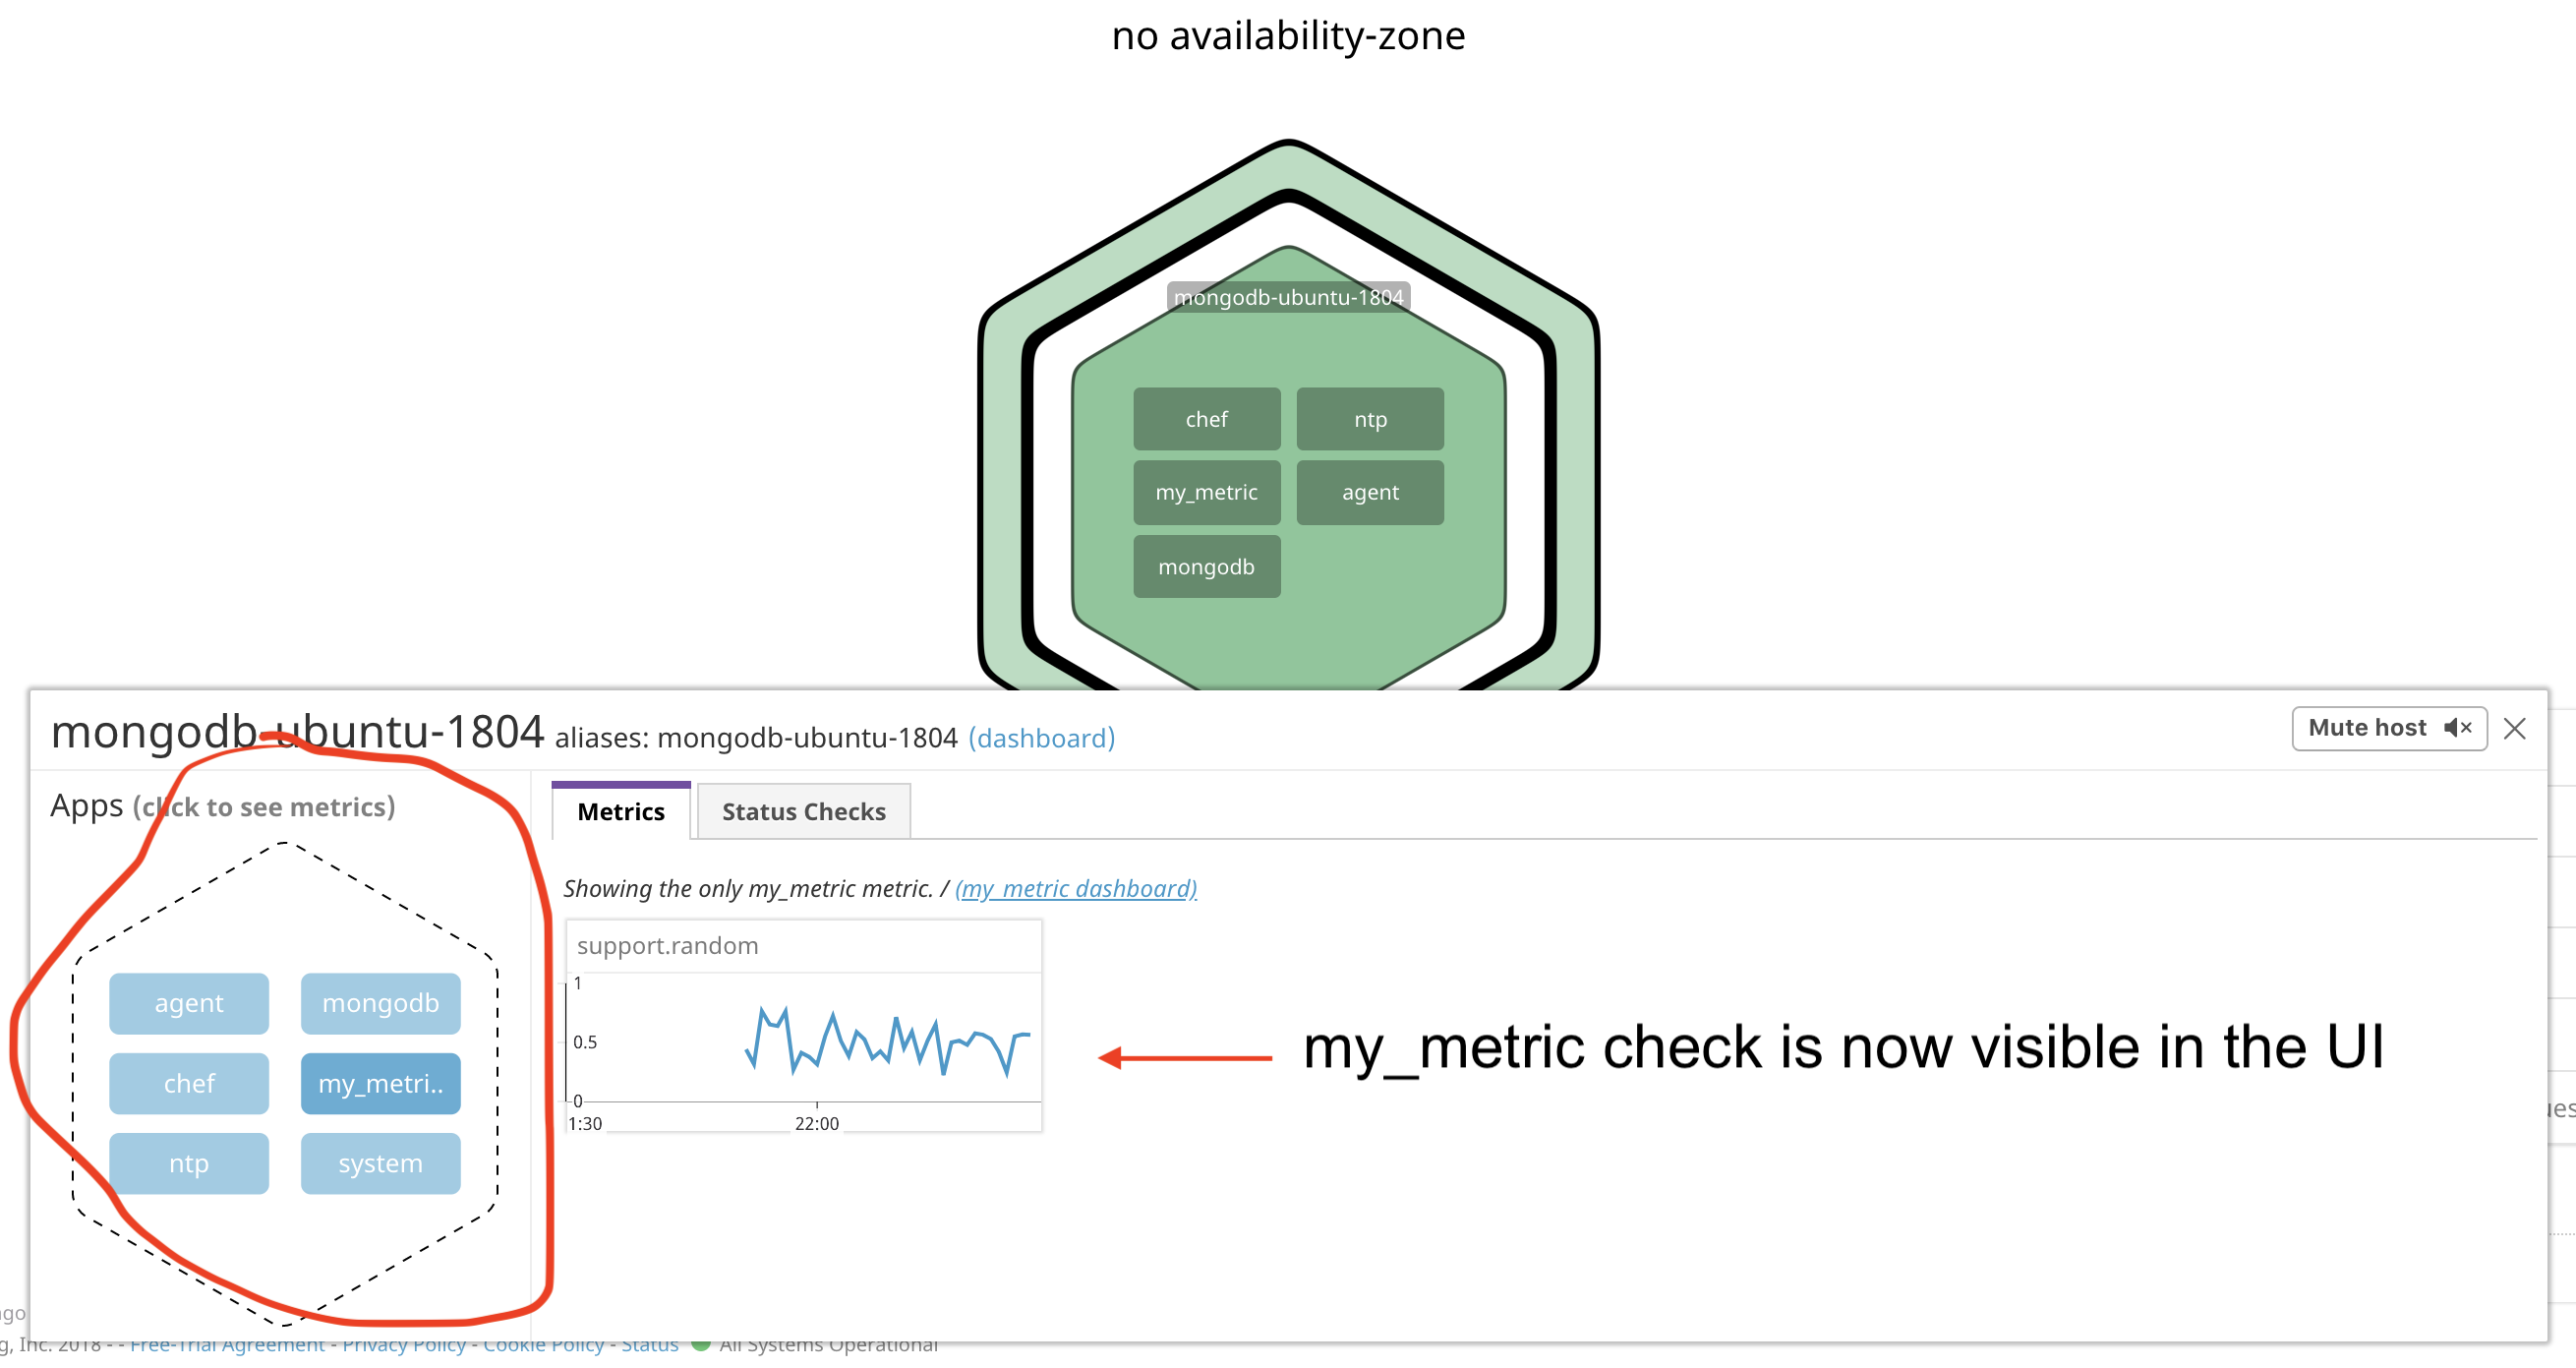 no availability-zone
mongodb-ubuntu-1804
chef ntp
my_metric agent
mongodb
mongodb-ubuntu-1804 aliases: mongodb-ubuntu-1804 (dashboard)
Mute host
Apps (click to see metrics)
Metrics Status Checks
Showing the only my_metric metric. / (my_metric dashboard)
support.random
1
0.5
0
1:30 22:00
agent mongodb
chef my_metri..
ntp system
my_metric check is now visible in the UI
g, Inc. 2018 - - Free-Trial Agreement - Privacy Policy - Cookie Policy - Status All Systems Operational